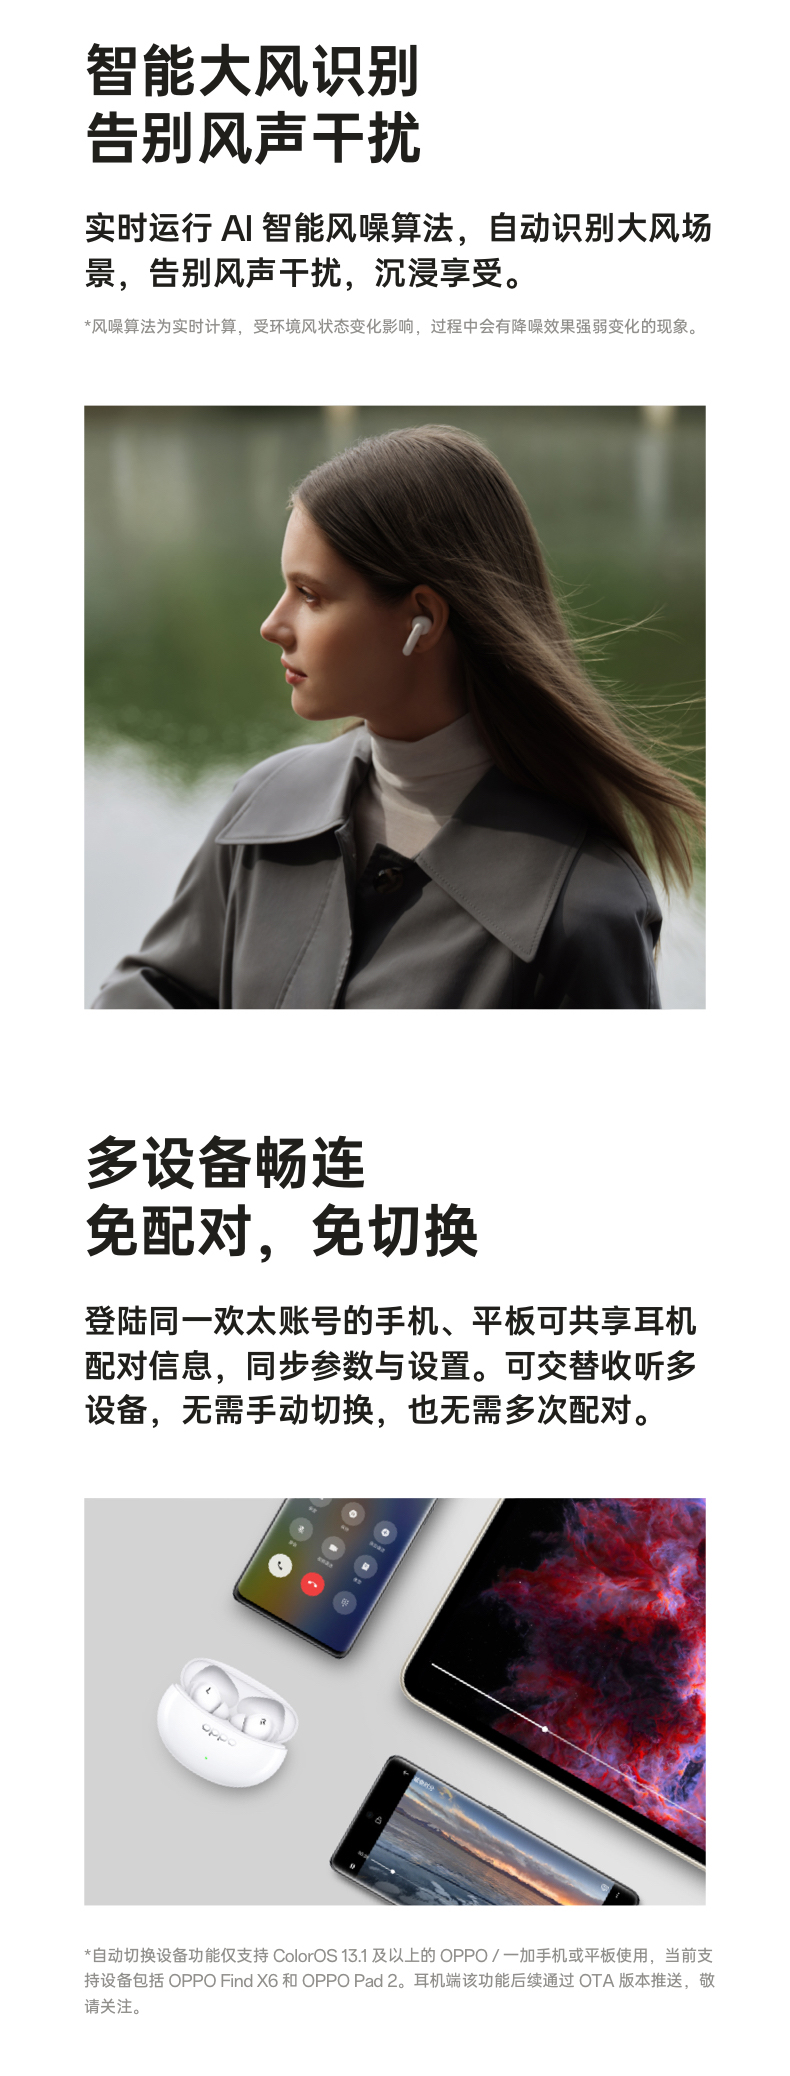 智能大风识别
告别风声干扰
实时运行 AI 智能风噪算法，自动识别大风场
景，告别风声干扰，沉浸享受。
*风噪算法为实时计算，受环境风状态变化影响，过程中会有降噪效果强弱变化的现象。
多设备畅连
免配对，免切换
登陆同一欢太账号的手机、平板可共享耳机
配对信息，同步参数与设置。可交替收听多
设备，无需手动切换，也无需多次配对。
L
R
oppo
*自动切换设备功能仅支持 ColorOS 13.1 及以上的 OPPO / 一加手机或平板使用，当前支
持设备包括 OPPO Find X6 和 OPPO Pad 2。耳机端该功能后续通过 OTA 版本推送，敬
请关注。